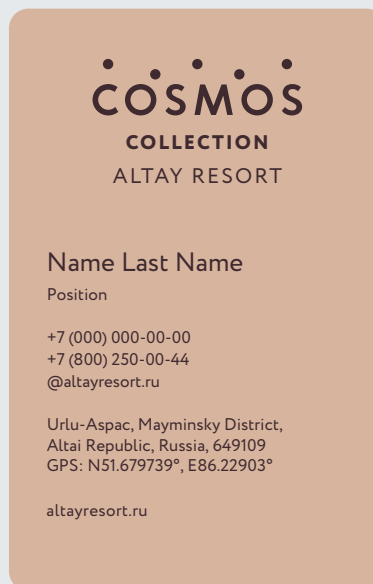 COSMOS
COLLECTION
ALTAY RESORT
Name Last Name
Position
+7 (000) 000-00-00
+7 (800) 250-00-44
@altayresort.ru
Urlu-Aspac, Mayminsky District,
Altai Republic, Russia, 649109
GPS: N51.679739°, E86.22903°
altayresort.ru